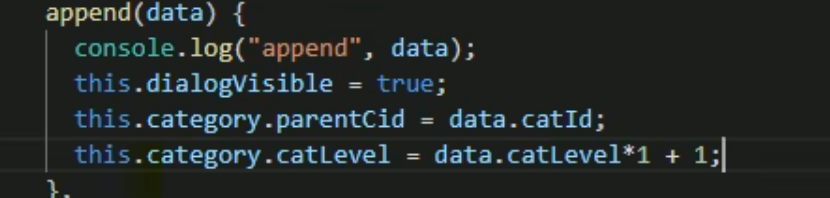 append(data) {
console.log("append", data);
this.dialogVisible = true;
this.category.parentCid = data.catId;
this.category.catLevel = data.catLevel*1 + 1;
},